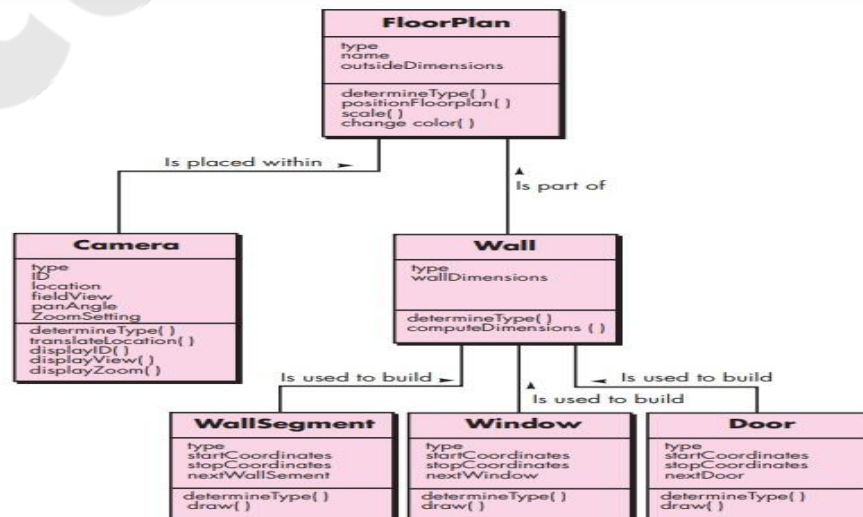 FloorPlan
type
name
outsideDimensions
determineType( )
positionFloorplan( )
scale( )
change color( )
Is placed within
Is part of
Camera
type
ID
location
fieldView
panAngle
ZoomSetting
determineType( )
translateLocation( )
displayID( )
displayView( )
displayZoom( )
Wall
type
wallDimensions
determineType( )
computeDimensions ( )
Is used to build
Is used to build
Is used to build
WallSegment
type
startCoordinates
stopCoordinates
nextWallSement
determineType( )
draw( )
Window
type
startCoordinates
stopCoordinates
nextWindow
determineType( )
draw( )
Door
type
startCoordinates
stopCoordinates
nextDoor
determineType( )
draw( )